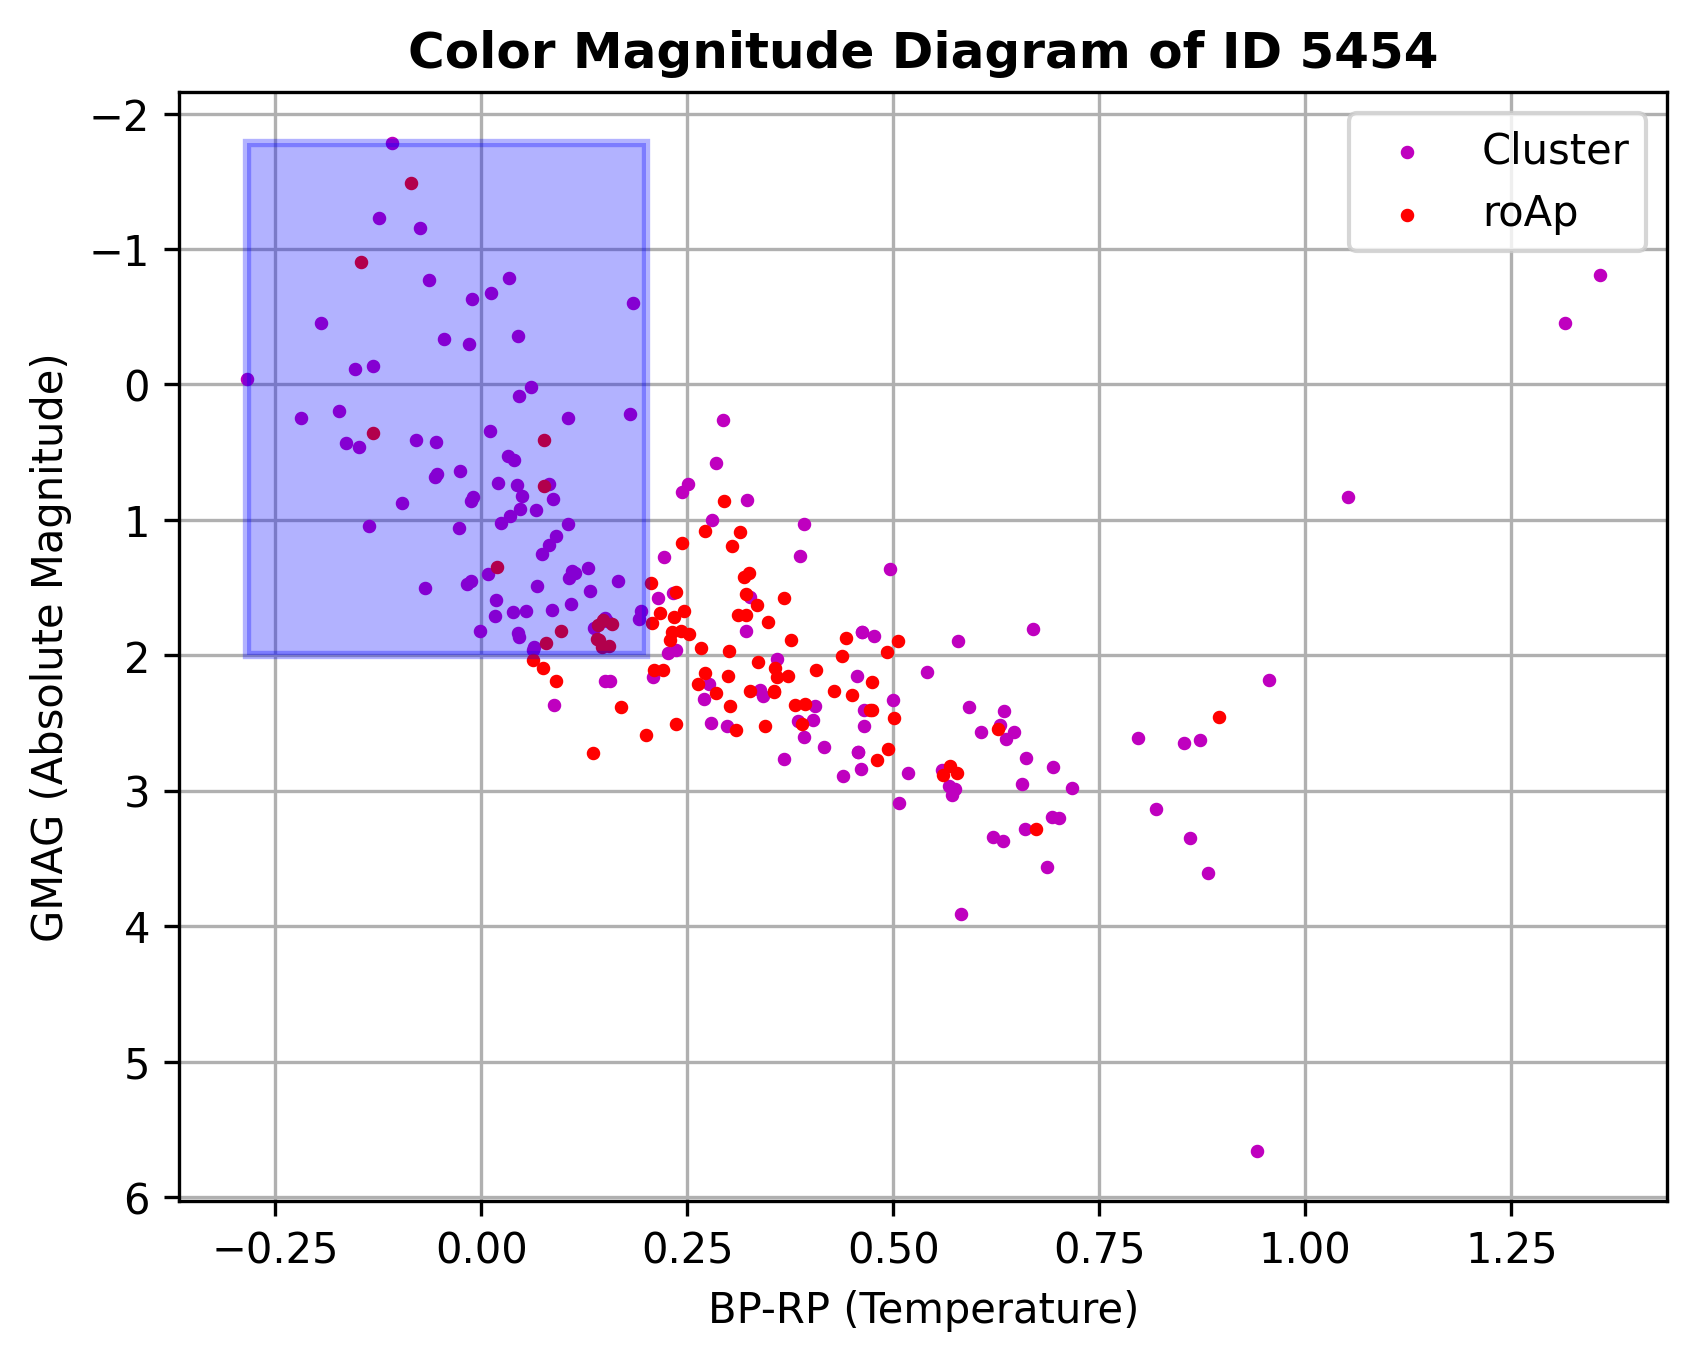 Color Magnitude Diagram of ID 5454
Cluster
roAp
GMAG (Absolute Magnitude)
−2
−1
0
1
2
3
4
5
6
−0.25 0.00 0.25 0.50 0.75 1.00 1.25
BP-RP (Temperature)